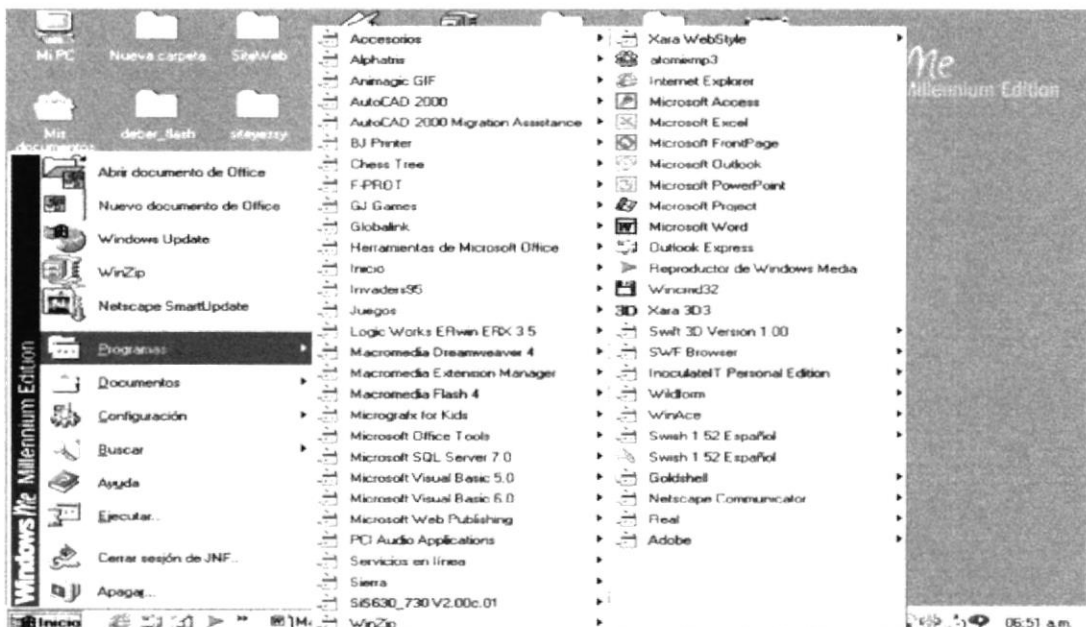 Mi PC
Nueva carpeta
SiteWeb
Mis documentos
deber_flash
siteyessy
Me
Millennium Edition
Abrir documento de Office
Nuevo documento de Office
Windows Update
WinZip
Netscape SmartUpdate
Programas
Documentos
Configuración
Buscar
Ayuda
Ejecutar...
Cerrar sesión de JNF...
Apagar...
Windows Me Millennium Edition
Accesorios
Alphatris
Animagic GIF
AutoCAD 2000
AutoCAD 2000 Migration Assistance
BJ Printer
Chess Tree
F-PROT
GJ Games
Globalink
Herramientas de Microsoft Office
Inicio
Invaders95
Juegos
Logic Works ERwin ERX 3.5
Macromedia Dreamweaver 4
Macromedia Extension Manager
Macromedia Flash 4
Micrografx for Kids
Microsoft Office Tools
Microsoft SQL Server 7.0
Microsoft Visual Basic 5.0
Microsoft Visual Basic 6.0
Microsoft Web Publishing
PCI Audio Applications
Servicios en línea
Sierra
SiS630_730 V2.00c.01
WinZip
Xara WebStyle
atomixmp3
Internet Explorer
Microsoft Access
Microsoft Excel
Microsoft FrontPage
Microsoft Outlook
Microsoft PowerPoint
Microsoft Project
Microsoft Word
Outlook Express
Reproductor de Windows Media
Wincmd32
3D Xara 3D3
Swift 3D Version 1.00
SWF Browser
InoculateIT Personal Edition
Wildform
WinAce
Swish 1.52 Español
Swish 1.52 Español
Goldshell
Netscape Communicator
Real
Adobe
Inicio
06:51 a.m.